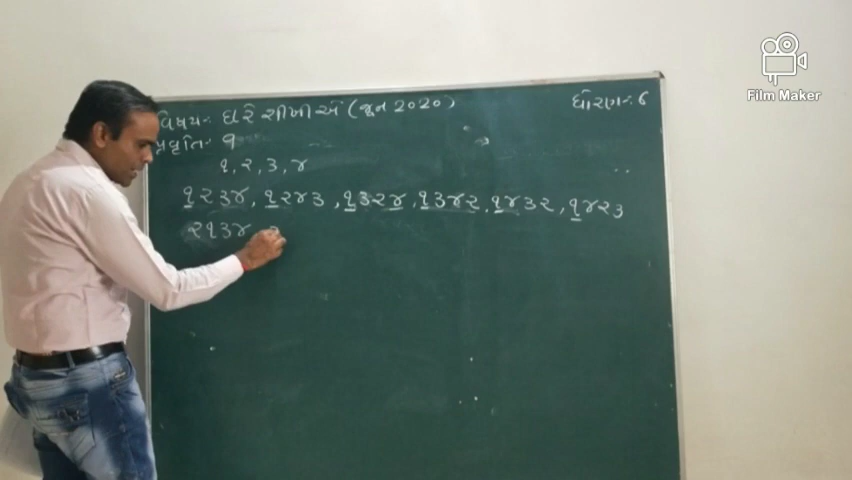 વિષય:- ઘરે શીખીએ (જૂન 2020) ધોરણ:- ૬
પ્રવૃતિ:- ૧
૧, ૨, ૩, ૪
૧૨૩૪, ૧૨૪૩, ૧૩૨૪, ૧૩૪૨, ૧૪૩૨, ૧૪૨૩
૨૧૩૪
Film Maker